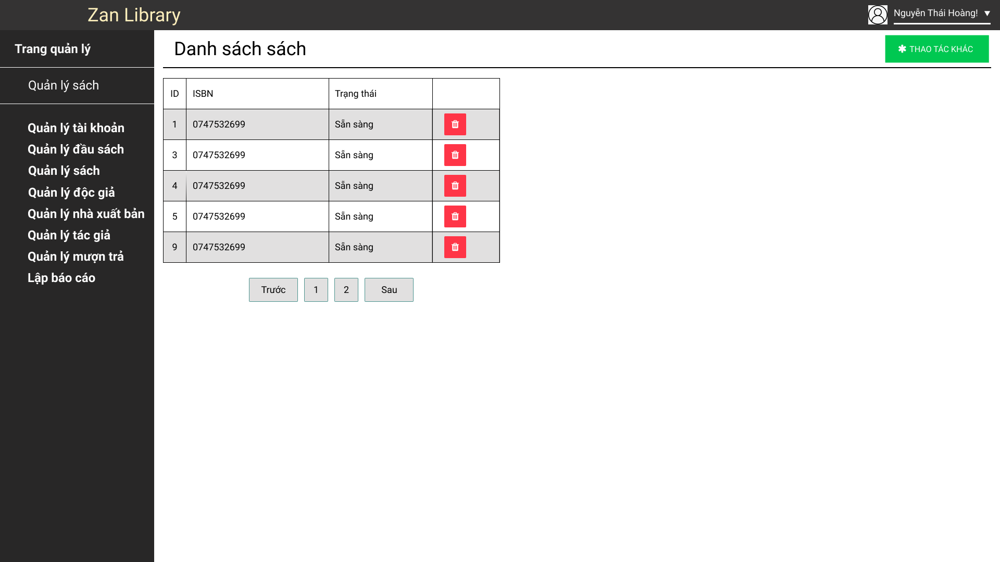 Zan Library
Nguyễn Thái Hoàng! ▼
Trang quản lý
Quản lý sách
Quản lý tài khoản
Quản lý đầu sách
Quản lý sách
Quản lý độc giả
Quản lý nhà xuất bản
Quản lý tác giả
Quản lý mượn trả
Lập báo cáo
Danh sách sách
✱ THAO TÁC KHÁC
ID ISBN Trạng thái
1 0747532699 Sẵn sàng
3 0747532699 Sẵn sàng
4 0747532699 Sẵn sàng
5 0747532699 Sẵn sàng
9 0747532699 Sẵn sàng
Trước 1 2 Sau